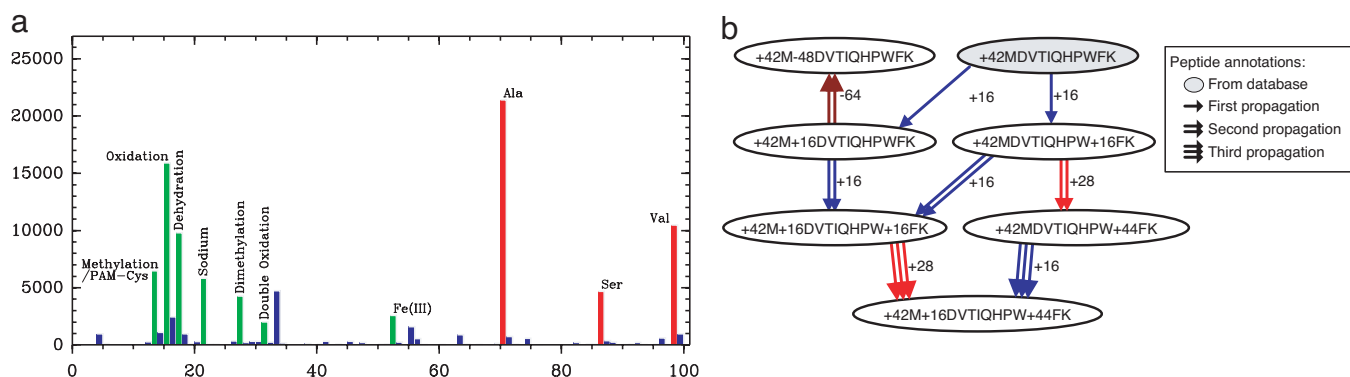 a
25000
20000
15000
10000
5000
0
0 20 40 60 80 100
Methylation
/PAM-Cys
Oxidation
Dehydration
Sodium
Dimethylation
Double Oxidation
Fe(III)
Ala
Ser
Val
b
+42M-48DVTIQHPWFK
+42MDVTIQHPWFK
-64
+16
+16
+42M+16DVTIQHPWFK
+42MDVTIQHPW+16FK
+16
+16
+28
+42M+16DVTIQHPW+16FK
+42MDVTIQHPW+44FK
+28
+16
+42M+16DVTIQHPW+44FK
Peptide annotations:
From database
First propagation
Second propagation
Third propagation